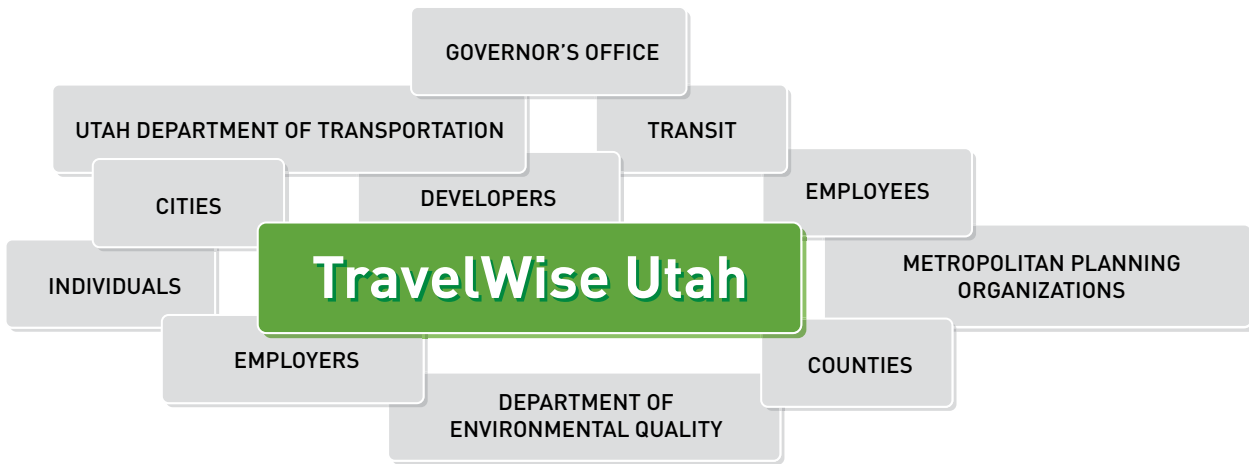 GOVERNOR’S OFFICE
UTAH DEPARTMENT OF TRANSPORTATION
TRANSIT
CITIES
DEVELOPERS
EMPLOYEES
TravelWise Utah
INDIVIDUALS
METROPOLITAN PLANNING
ORGANIZATIONS
EMPLOYERS
COUNTIES
DEPARTMENT OF
ENVIRONMENTAL QUALITY